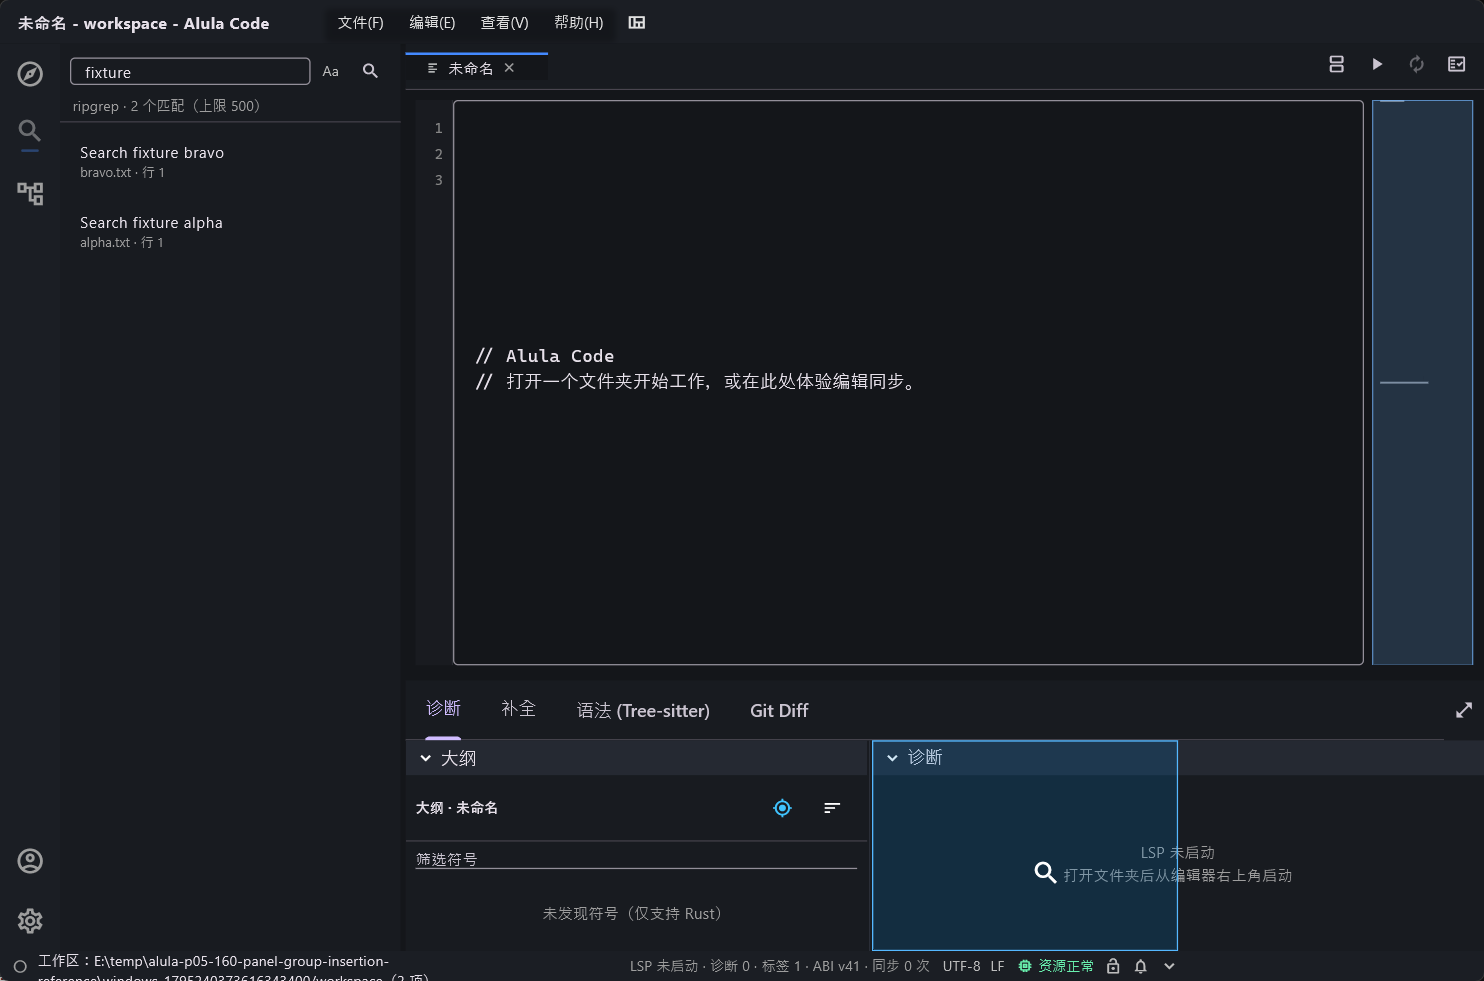 未命名 - workspace - Alula Code
文件(F) 编辑(E) 查看(V) 帮助(H)
fixture Aa
ripgrep · 2 个匹配（上限 500）
Search fixture bravo
bravo.txt · 行 1
Search fixture alpha
alpha.txt · 行 1
未命名
1
2
3
// Alula Code
// 打开一个文件夹开始工作，或在此处体验编辑同步。
诊断 补全 语法 (Tree-sitter) Git Diff
大纲
大纲 · 未命名
筛选符号
未发现符号（仅支持 Rust）
诊断
LSP 未启动
打开文件夹后从编辑器右上角启动
工作区：E:\temp\alula-p05-160-panel-group-insertion-
reference\windows-1795240373616343400/workspace（2 项）
LSP 未启动 · 诊断 0 · 标签 1 · ABI v41 · 同步 0 次 UTF-8 LF 资源正常